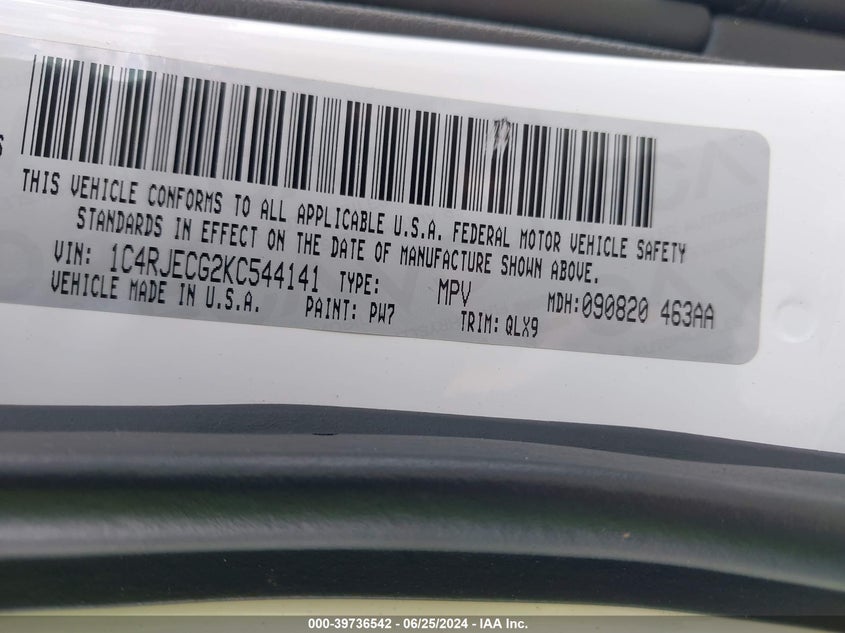 THIS VEHICLE CONFORMS TO ALL APPLICABLE U.S.A. FEDERAL MOTOR VEHICLE SAFETY
STANDARDS IN EFFECT ON THE DATE OF MANUFACTURE SHOWN ABOVE.
VIN: 1C4RJECG2KC544141 TYPE: MPV MDH:090820 463AA
VEHICLE MADE IN U.S.A. PAINT: PW7 TRIM: QLX9
000-39736542 - 06/25/2024 - IAA Inc.